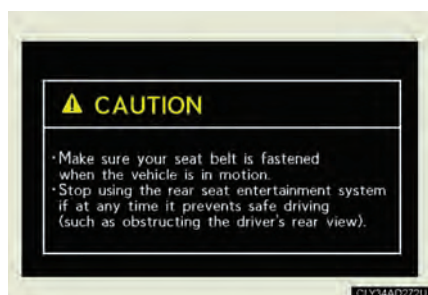 CAUTION
・Make sure your seat belt is fastened
when the vehicle is in motion.
・Stop using the rear seat entertainment system
if at any time it prevents safe driving
(such as obstructing the driver's rear view).
CLY34AD272U